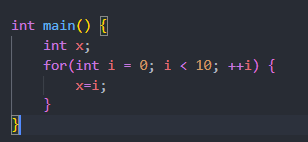 int main() {
    int x;
    for(int i = 0; i < 10; ++i) {
        x=i;
    }
}